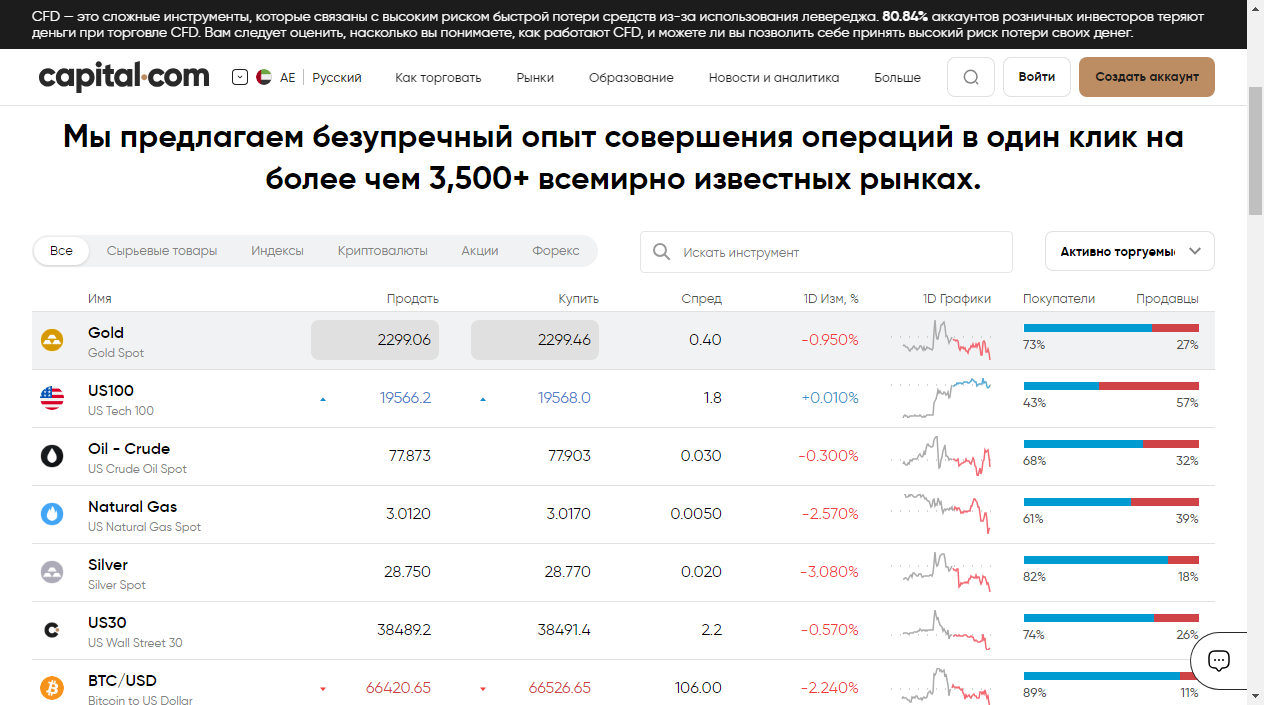 CFD — это сложные инструменты, которые связаны с высоким риском быстрой потери средств из-за использования левереджа. 80.84% аккаунтов розничных инвесторов теряют
деньги при торговле CFD. Вам следует оценить, насколько вы понимаете, как работают CFD, и можете ли вы позволить себе принять высокий риск потери своих денег.
capital.com AE Русский Как торговать Рынки Образование Новости и аналитика Больше Войти Создать аккаунт
Мы предлагаем безупречный опыт совершения операций в один клик на
более чем 3,500+ всемирно известных рынках.
Все Сырьевые товары Индексы Криптовалюты Акции Форекс Искать инструмент Активно торгуемы
Имя Продать Купить Спред 1D Изм, % 1D Графики Покупатели Продавцы
Gold 2299.06 2299.46 0.40 -0.950% 73% 27%
Gold Spot
US100 19566.2 19568.0 1.8 +0.010% 43% 57%
US Tech 100
Oil - Crude 77.873 77.903 0.030 -0.300% 68% 32%
US Crude Oil Spot
Natural Gas 3.0120 3.0170 0.0050 -2.570% 61% 39%
US Natural Gas Spot
Silver 28.750 28.770 0.020 -3.080% 82% 18%
Silver Spot
US30 38489.2 38491.4 2.2 -0.570% 74% 26%
US Wall Street 30
BTC/USD 66420.65 66526.65 106.00 -2.240% 89% 11%
Bitcoin to US Dollar